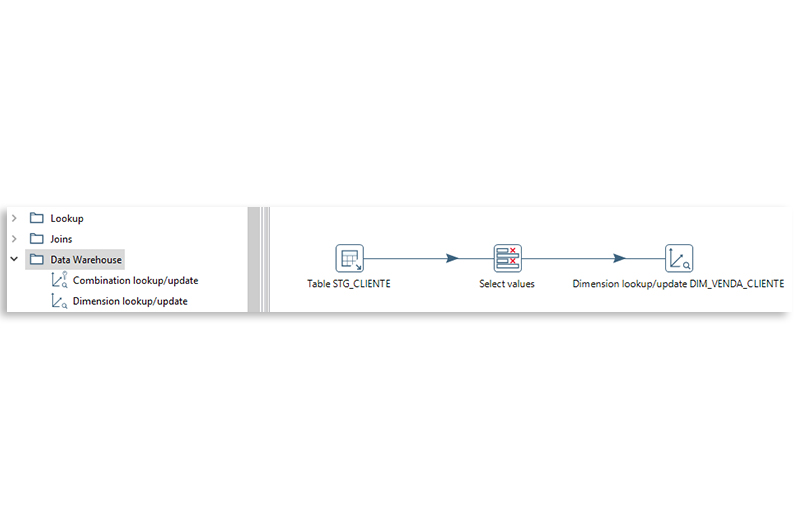 Lookup
Joins
Data Warehouse
Combination lookup/update
Dimension lookup/update
Table STG_CLIENTE
Select values
Dimension lookup/update DIM_VENDA_CLIENTE